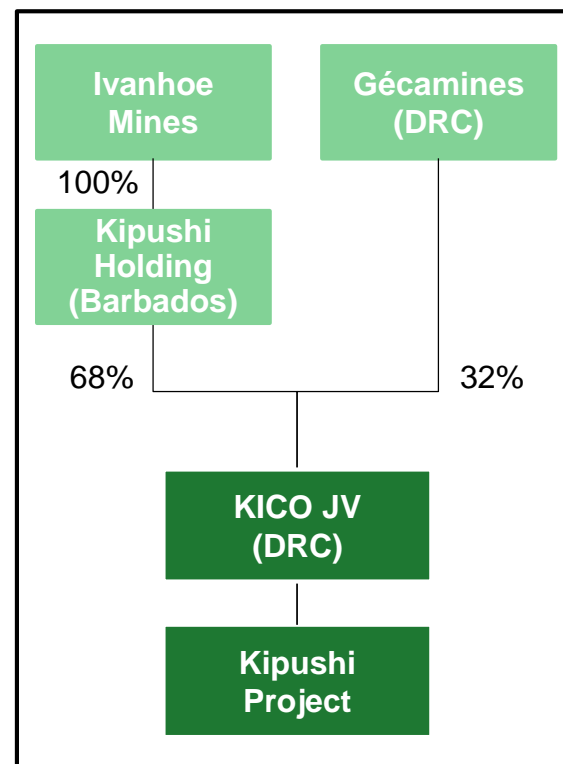 Ivanhoe
Mines
Gécamines
(DRC)
100%
Kipushi
Holding
(Barbados)
68%
32%
KICO JV
(DRC)
Kipushi
Project